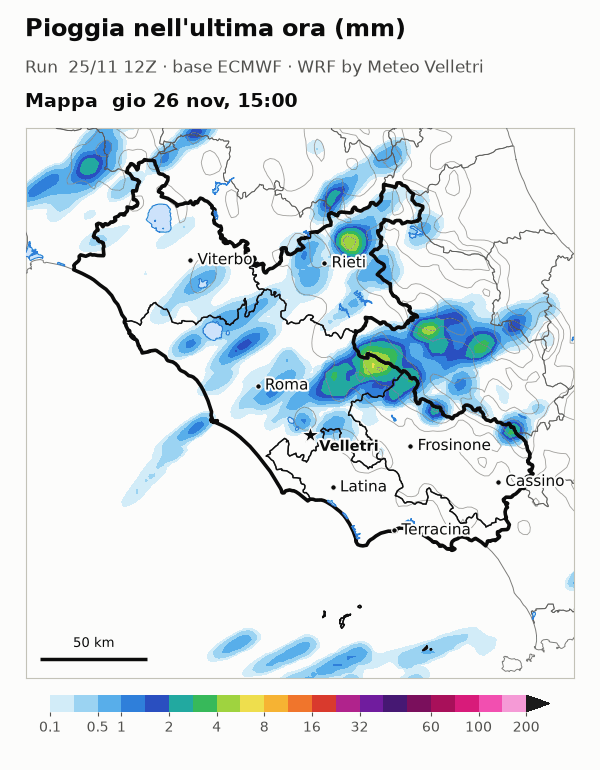 Pioggia nell'ultima ora (mm)
Run  25/11 12Z · base ECMWF · WRF by Meteo Velletri
Mappa  gio 26 nov, 15:00
Viterbo
Rieti
Roma
Velletri
Frosinone
Latina
Cassino
Terracina
50 km
0.1 0.5 1 2 4 8 16 32 60 100 200